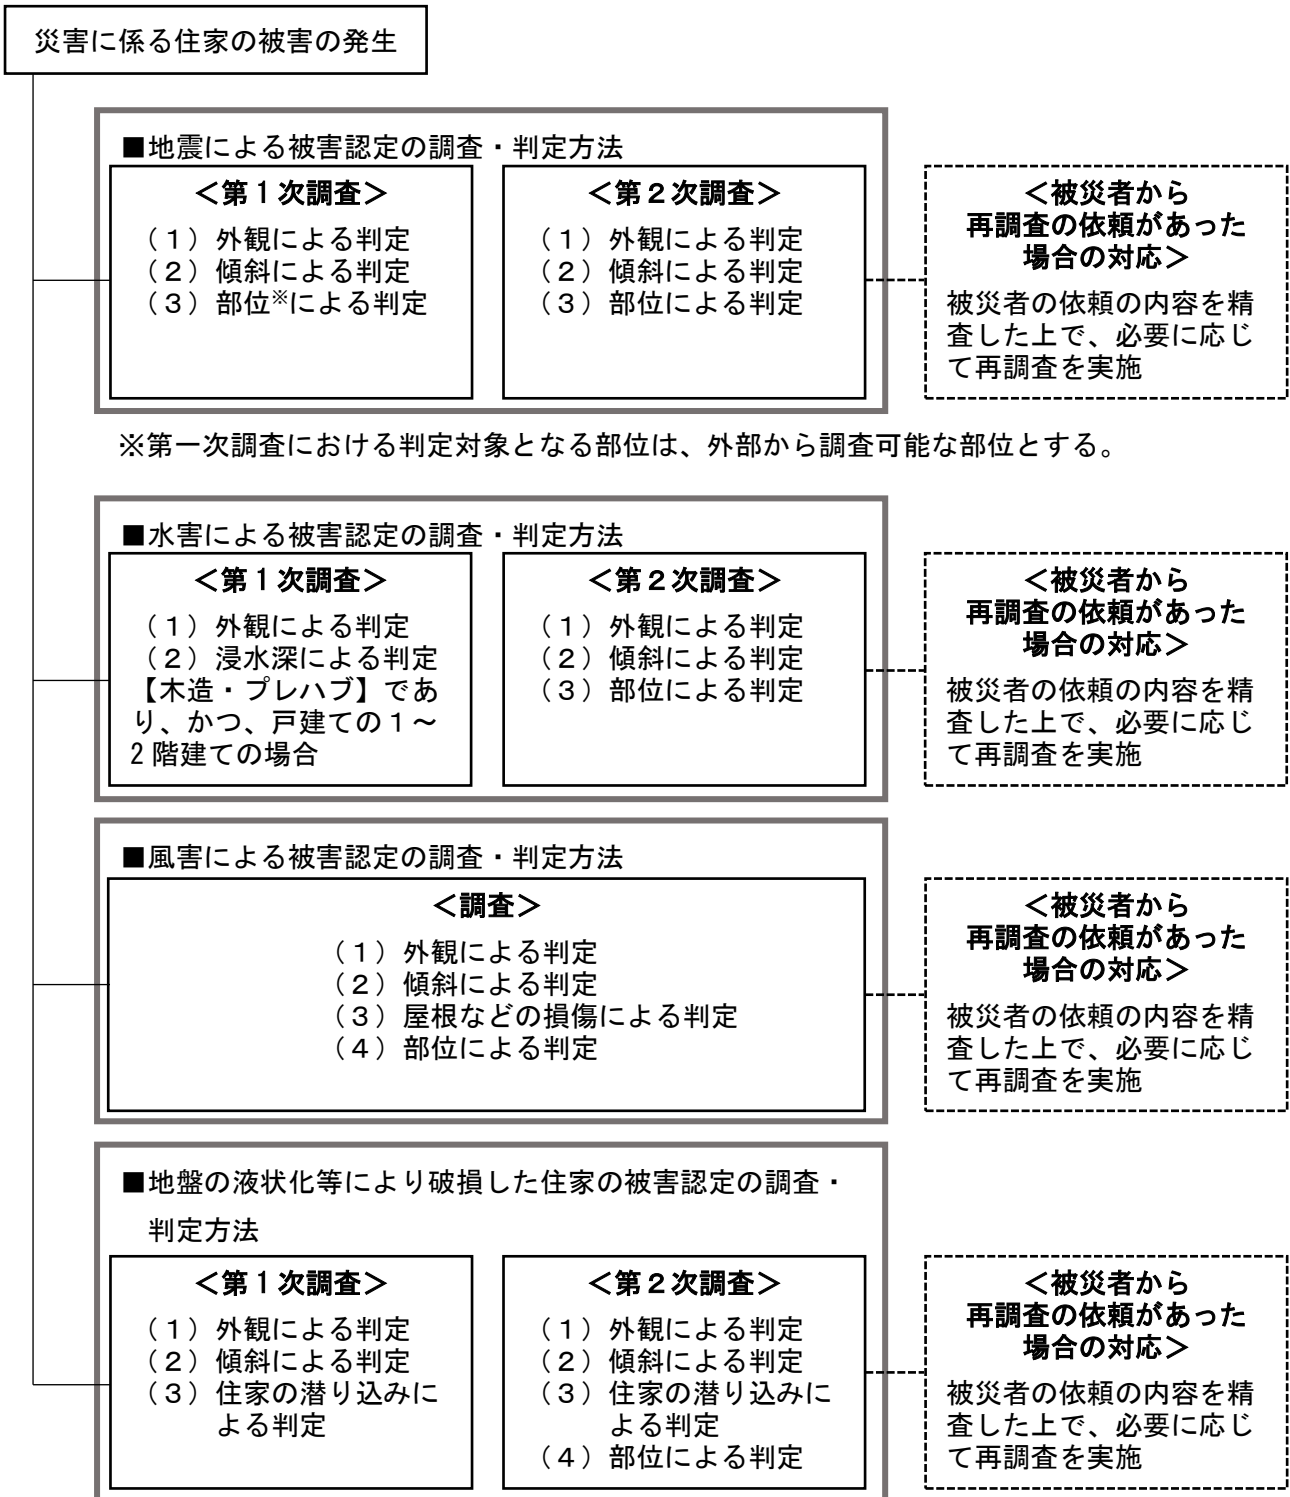 災害に係る住家の被害の発生
■地震による被害認定の調査・判定方法
＜第１次調査＞
（１）外観による判定
（２）傾斜による判定
（３）部位※による判定
＜第２次調査＞
（１）外観による判定
（２）傾斜による判定
（３）部位による判定
＜被災者から
再調査の依頼があった
場合の対応＞
被災者の依頼の内容を精
査した上で、必要に応じ
て再調査を実施
※第一次調査における判定対象となる部位は、外部から調査可能な部位とする。
■水害による被害認定の調査・判定方法
＜第１次調査＞
（１）外観による判定
（２）浸水深による判定
【木造・プレハブ】であ
り、かつ、戸建ての１～
２階建ての場合
＜第２次調査＞
（１）外観による判定
（２）傾斜による判定
（３）部位による判定
＜被災者から
再調査の依頼があった
場合の対応＞
被災者の依頼の内容を精
査した上で、必要に応じ
て再調査を実施
■風害による被害認定の調査・判定方法
＜調査＞
（１）外観による判定
（２）傾斜による判定
（３）屋根などの損傷による判定
（４）部位による判定
＜被災者から
再調査の依頼があった
場合の対応＞
被災者の依頼の内容を精
査した上で、必要に応じ
て再調査を実施
■地盤の液状化等により破損した住家の被害認定の調査・
判定方法
＜第１次調査＞
（１）外観による判定
（２）傾斜による判定
（３）住家の潜り込みに
よる判定
＜第２次調査＞
（１）外観による判定
（２）傾斜による判定
（３）住家の潜り込みに
よる判定
（４）部位による判定
＜被災者から
再調査の依頼があった
場合の対応＞
被災者の依頼の内容を精
査した上で、必要に応じ
て再調査を実施